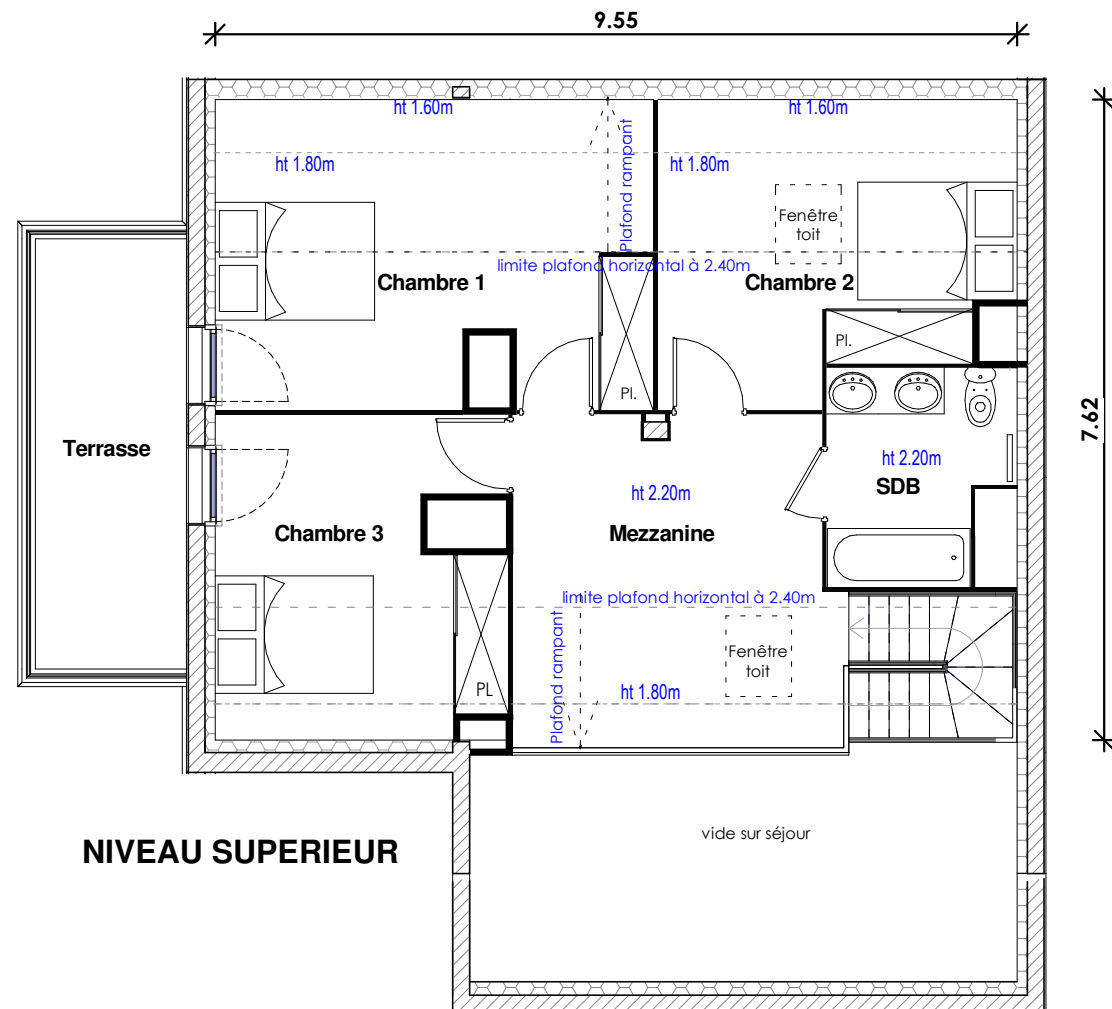 9.55
ht 1.60m
ht 1.60m
ht 1.80m
Plafond rampant
ht 1.80m
Fenêtre
toit
limite plafond horizontal à 2.40m
Chambre 1
Chambre 2
Pl.
Pl.
7.62
Terrasse
ht 2.20m
SDB
ht 2.20m
Chambre 3
Mezzanine
limite plafond horizontal à 2.40m
Plafond rampant
Fenêtre
toit
PL
ht 1.80m
vide sur séjour
NIVEAU SUPERIEUR